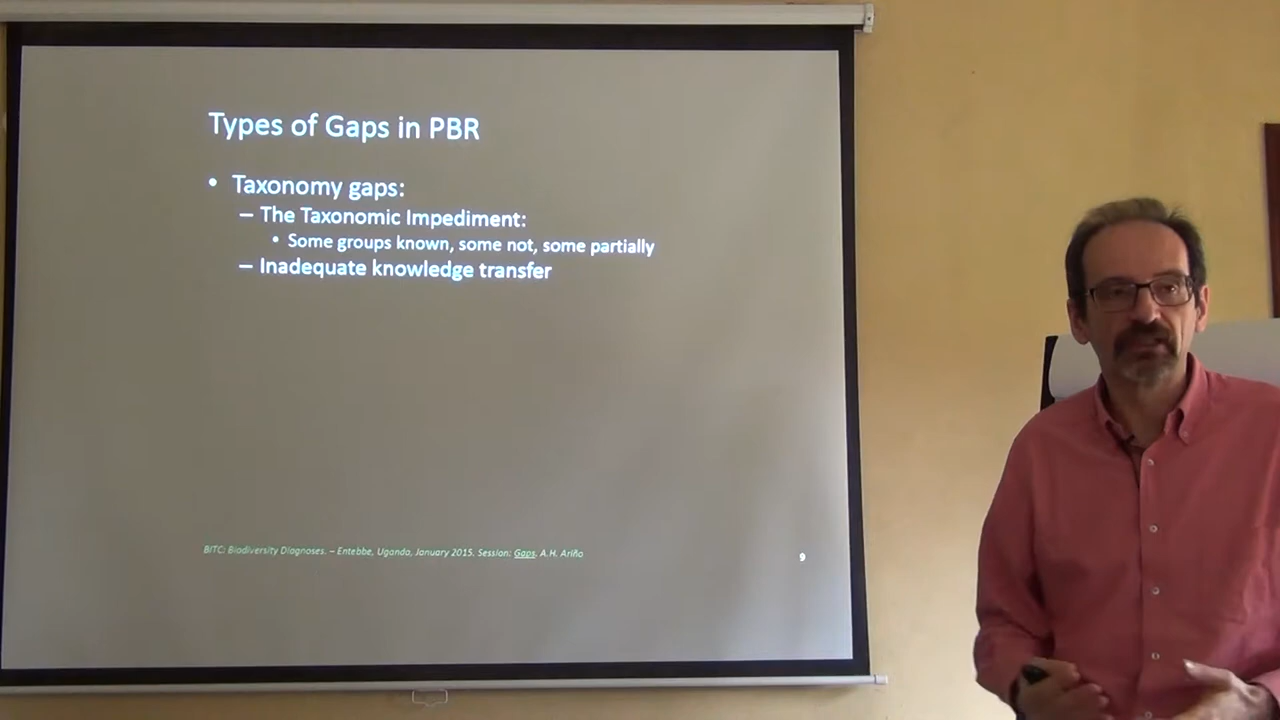 Types of Gaps in PBR
• Taxonomy gaps:
– The Taxonomic Impediment:
• Some groups known, some not, some partially
– Inadequate knowledge transfer
BITC: Biodiversity Diagnoses. – Entebbe, Uganda, January 2015. Session: Gaps. A.H. Ariño
9